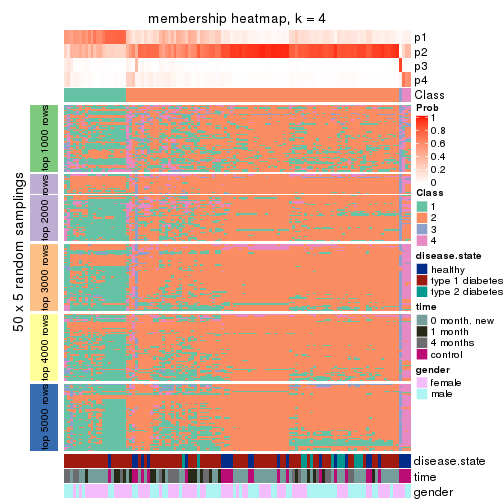 membership heatmap, k = 4
p1
p2
p3
p4
Class
50 x 5 random samplings
top 1000 rows
top 2000 rows
top 3000 rows
top 4000 rows
top 5000 rows
disease.state
time
gender
Prob
1
0.8
0.6
0.4
0.2
0
Class
1
2
3
4
disease.state
healthy
type 1 diabetes
type 2 diabetes
time
0 month. new
1 month
4 months
control
gender
female
male